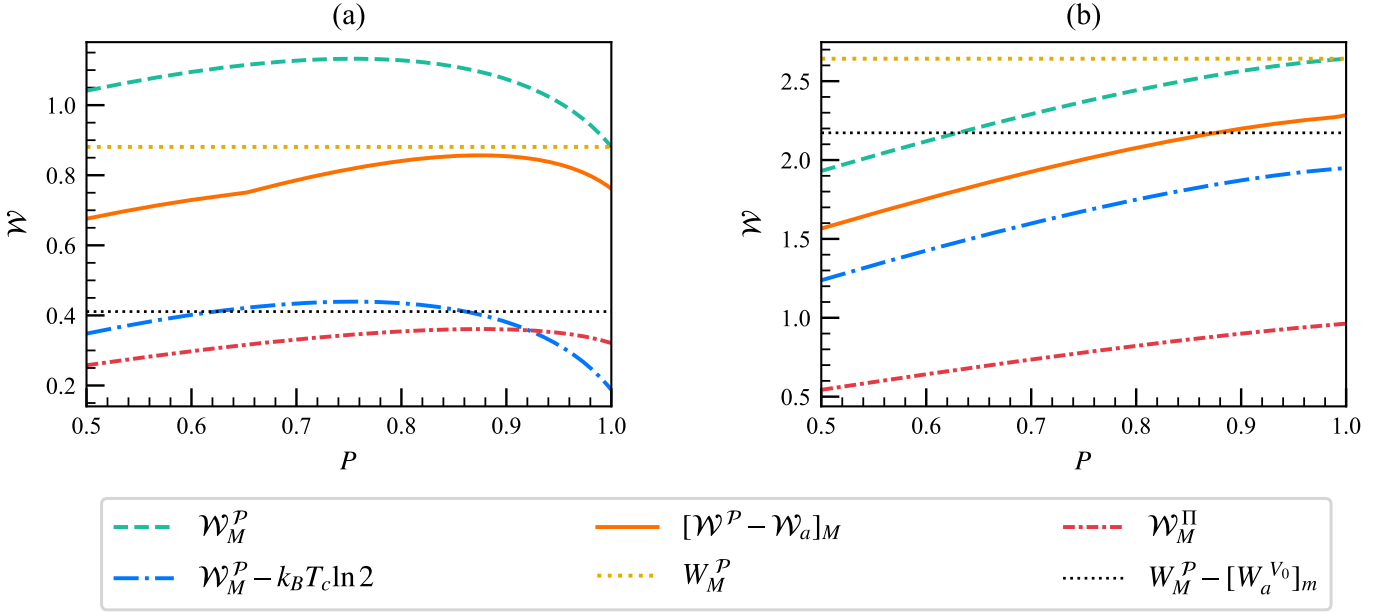 (a)
(b)
𝒲
1.0
0.8
0.6
0.4
0.2
0.5 0.6 0.7 0.8 0.9 1.0
P
𝒲
2.5
2.0
1.5
1.0
0.5
0.5 0.6 0.7 0.8 0.9 1.0
P
𝒲_M^𝒫
[𝒲^𝒫 − 𝒲_a]_M
𝒲_M^Π
𝒲_M^𝒫 − k_B T_c ln 2
W_M^𝒫
W_M^𝒫 − [W_a^{V_0}]_m